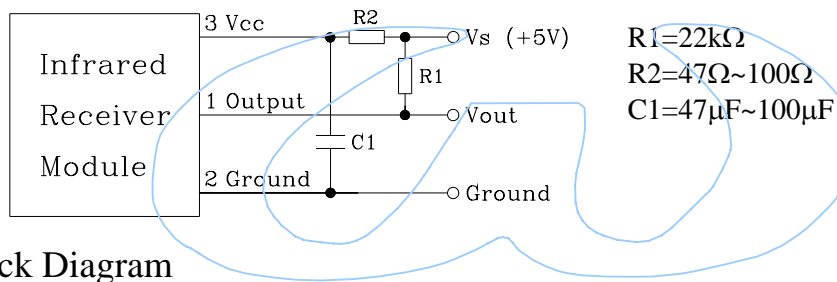 3 Vcc
R2
Vs (+5V)
R1
Infrared
Receiver
Module
1 Output
Vout
C1
2 Ground
Ground
R1=22kΩ
R2=47Ω~100Ω
C1=47µF~100µF
ck Diagram